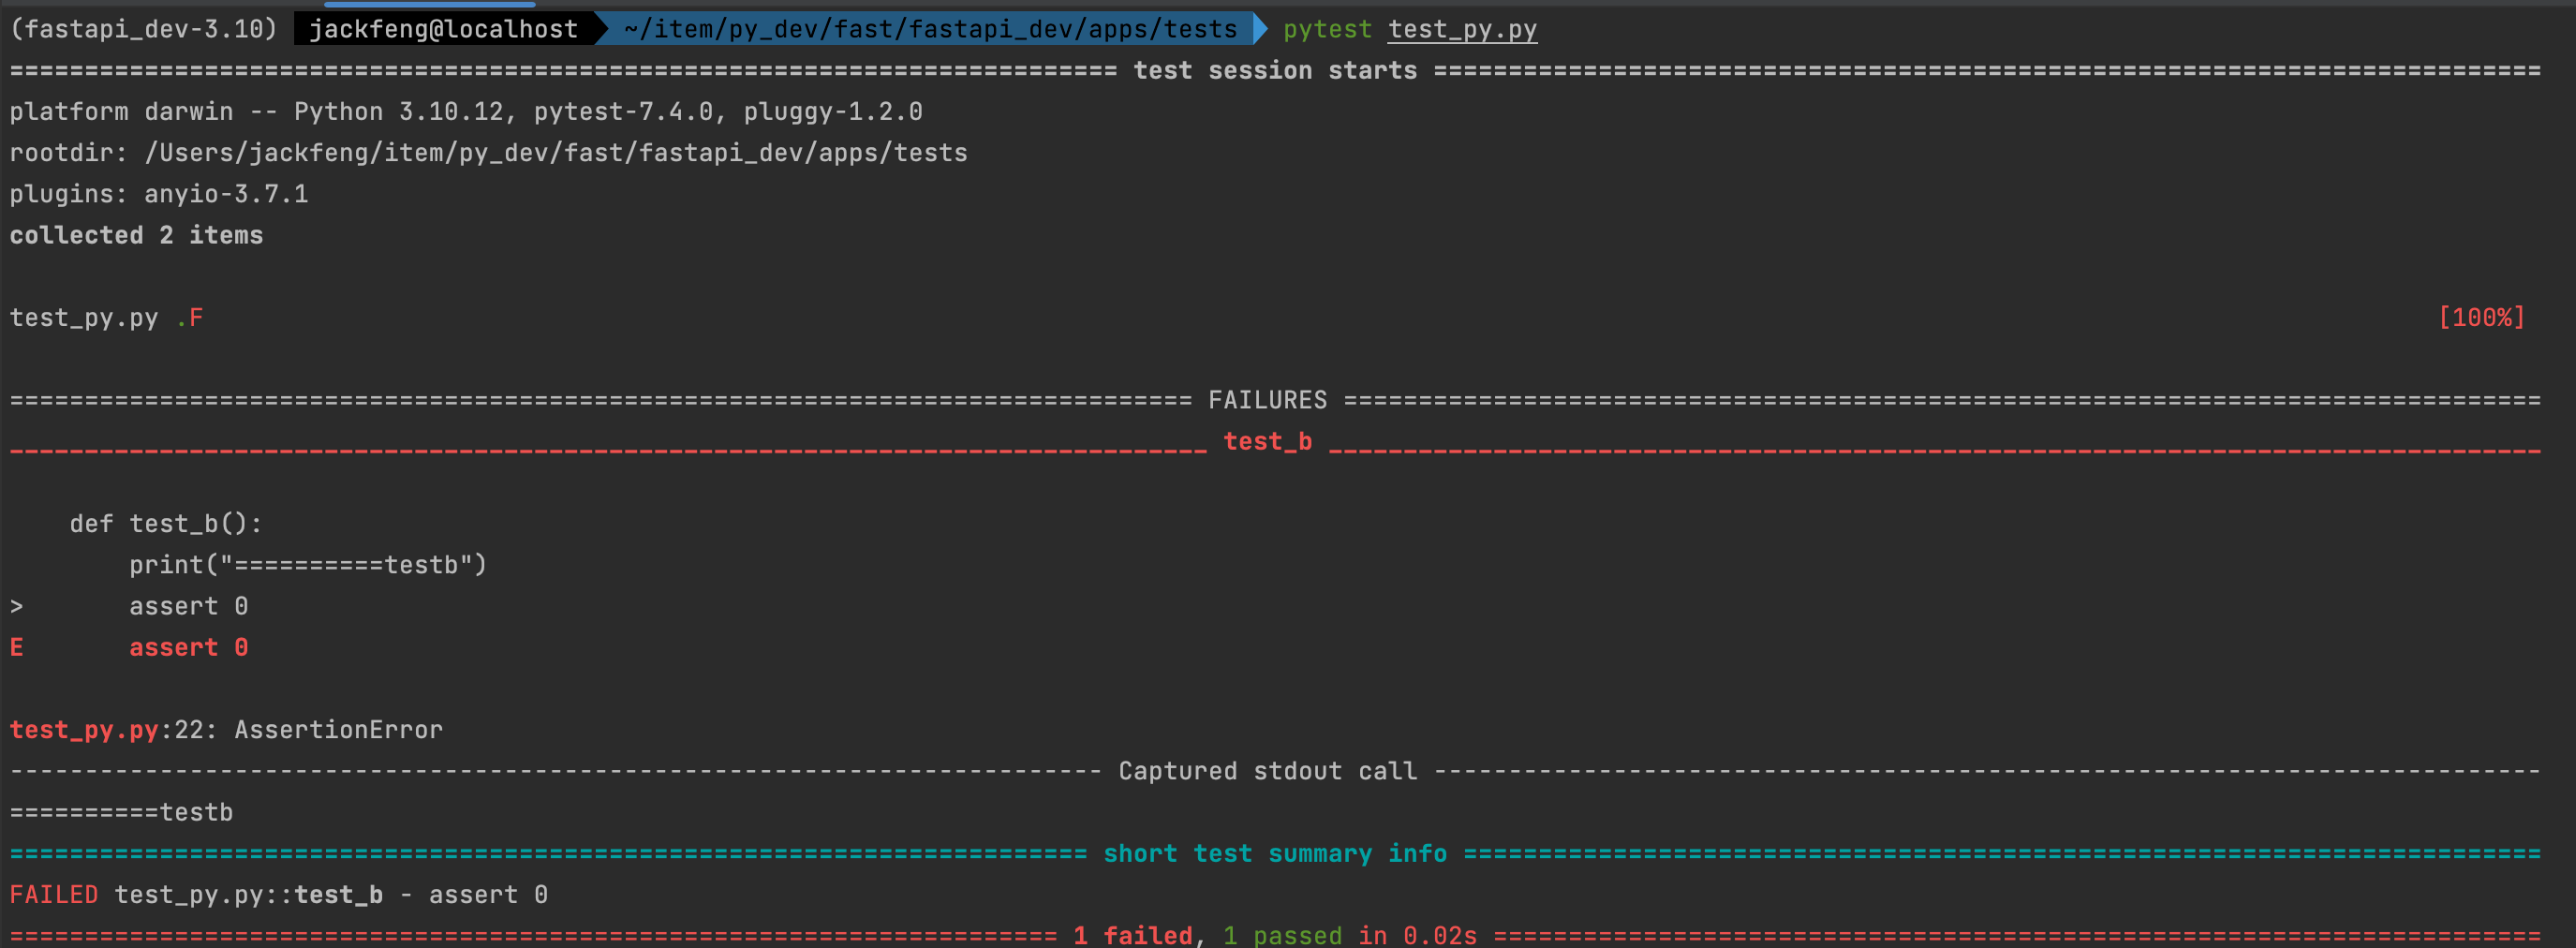 (fastapi_dev-3.10) jackfeng@localhost ~/item/py_dev/fast/fastapi_dev/apps/tests pytest test_py.py
========================================================================== test session starts ==========================================================================
platform darwin -- Python 3.10.12, pytest-7.4.0, pluggy-1.2.0
rootdir: /Users/jackfeng/item/py_dev/fast/fastapi_dev/apps/tests
plugins: anyio-3.7.1
collected 2 items
test_py.py .F [100%]
=============================================================================== FAILURES ================================================================================
________________________________________________________________________________ test_b _________________________________________________________________________________
def test_b():
print("==========testb")
> assert 0
E assert 0
test_py.py:22: AssertionError
------------------------------------------------------------------------- Captured stdout call --------------------------------------------------------------------------
==========testb
======================================================================== short test summary info ========================================================================
FAILED test_py.py::test_b - assert 0
====================================================================== 1 failed, 1 passed in 0.02s ======================================================================